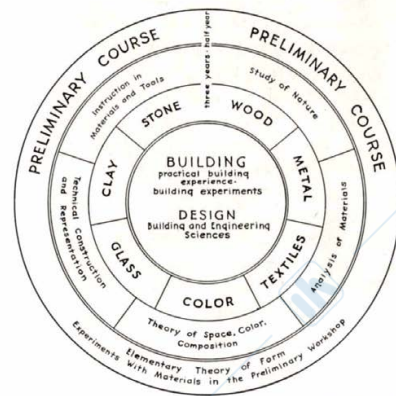 PRELIMINARY COURSE
PRELIMINARY COURSE
three years - half year
Instruction in
Materials and Tools
Study of Nature
STONE
WOOD
CLAY
METAL
GLASS
TEXTILES
COLOR
BUILDING
practical building
experience-
building experiments
DESIGN
Building and Engineering
Sciences
Technical Construction
and Representation
Analysis of Materials
Theory of Space, Color,
Composition
Elementary Theory of Form
Experiments With Materials in the Preliminary Workshop